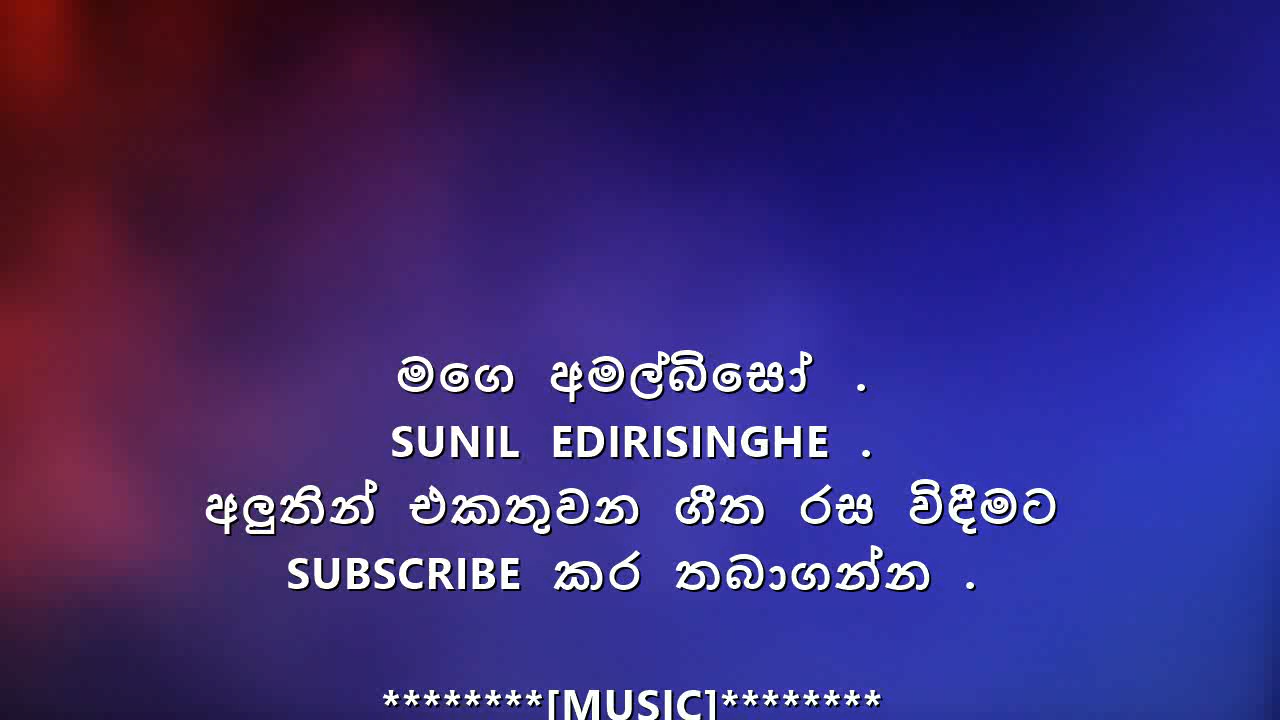 මගෙ අමල්බිසෝ .
SUNIL EDIRISINGHE .
අලුතින් එකතුවන ගීත රස විඳීමට
SUBSCRIBE කර තබාගන්න .
********[MUSIC]********